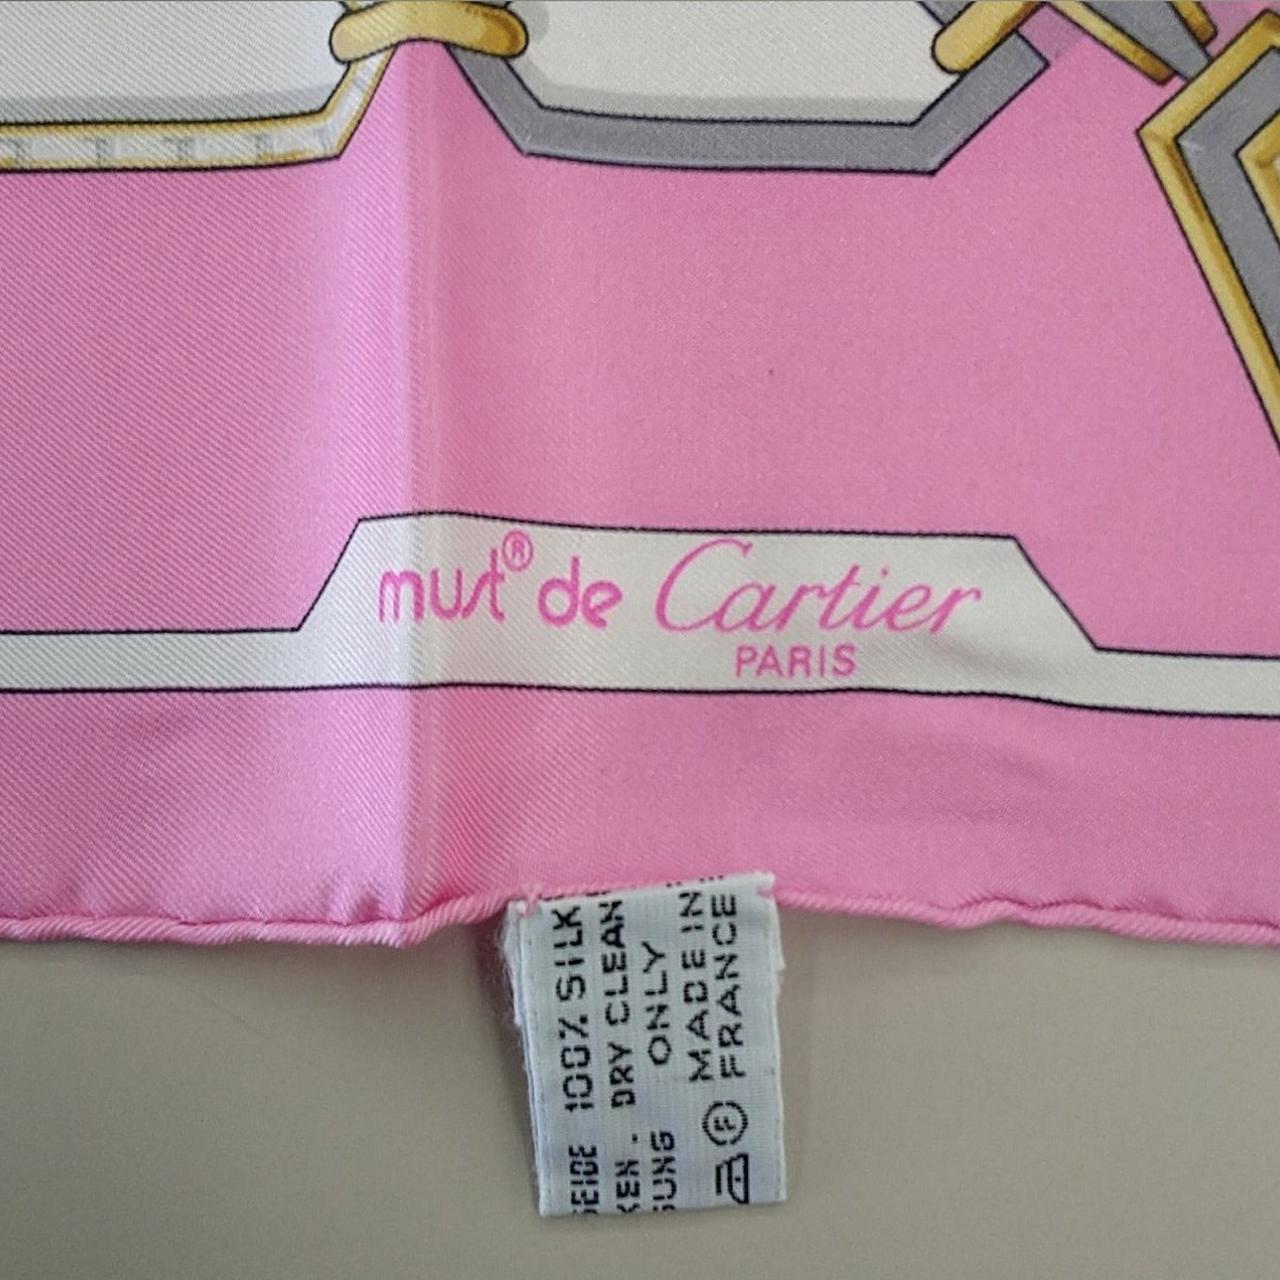 must® de Cartier
PARIS
100% SILK
DRY CLEAN
ONLY
MADE IN
FRANCE
F